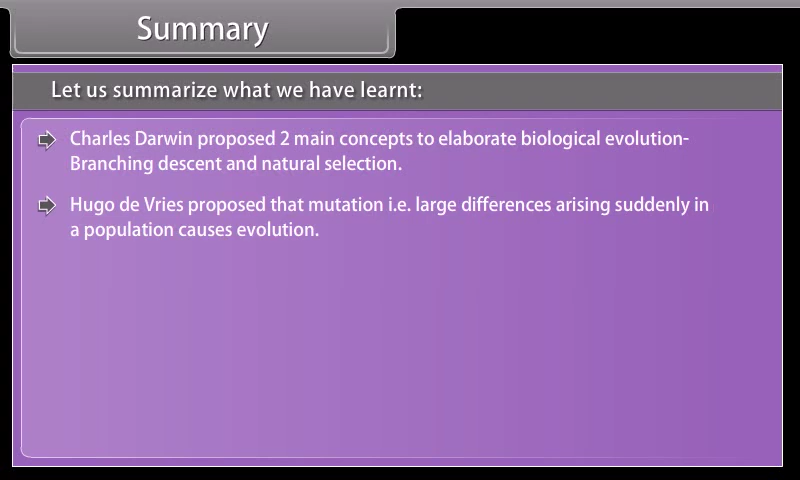 Summary
Let us summarize what we have learnt:
Charles Darwin proposed 2 main concepts to elaborate biological evolution-
Branching descent and natural selection.
Hugo de Vries proposed that mutation i.e. large differences arising suddenly in
a population causes evolution.